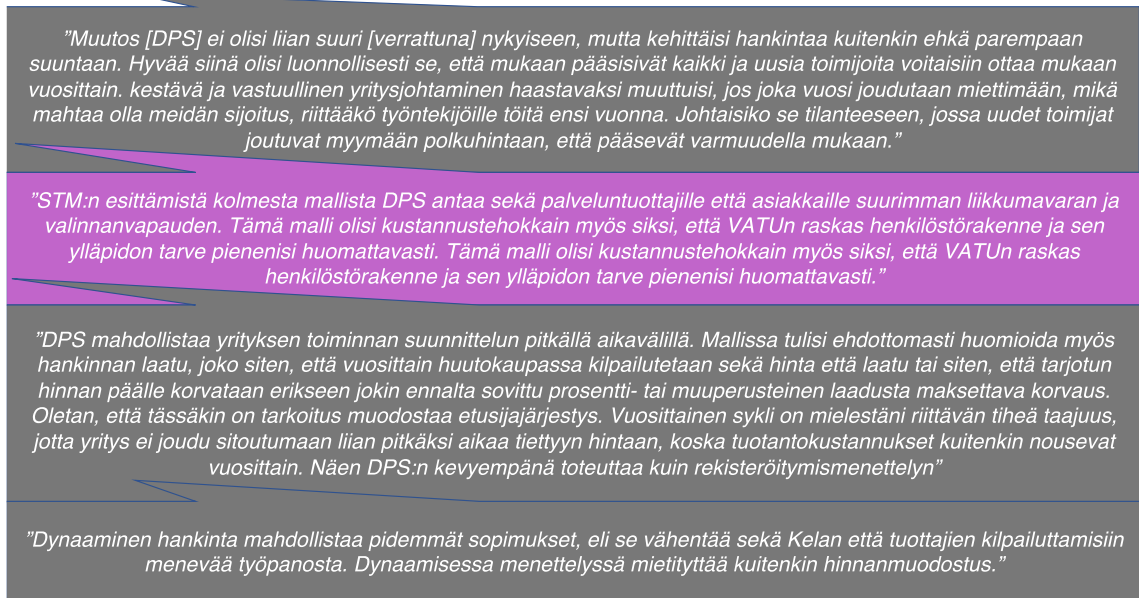 ”Muutos [DPS] ei olisi liian suuri [verrattuna] nykyiseen, mutta kehittäisi hankintaa kuitenkin ehkä parempaan
suuntaan. Hyvää siinä olisi luonnollisesti se, että mukaan pääsisivät kaikki ja uusia toimijoita voitaisiin ottaa mukaan
vuosittain. kestävä ja vastuullinen yritysjohtaminen haastavaksi muuttuisi, jos joka vuosi joudutaan miettimään, mikä
mahtaa olla meidän sijoitus, riittääkö työntekijöille töitä ensi vuonna. Johtaisiko se tilanteeseen, jossa uudet toimijat
joutuvat myymään polkuhintaan, että pääsevät varmuudella mukaan.”
”STM:n esittämistä kolmesta mallista DPS antaa sekä palveluntuottajille että asiakkaille suurimman liikkumavaran ja
valinnanvapauden. Tämä malli olisi kustannustehokkain myös siksi, että VATUn raskas henkilöstörakenne ja sen
ylläpidon tarve pienenisi huomattavasti. Tämä malli olisi kustannustehokkain myös siksi, että VATUn raskas
henkilöstörakenne ja sen ylläpidon tarve pienenisi huomattavasti.”
”DPS mahdollistaa yrityksen toiminnan suunnittelun pitkällä aikavälillä. Mallissa tulisi ehdottomasti huomioida myös
hankinnan laatu, joko siten, että vuosittain huutokaupassa kilpailutetaan sekä hinta että laatu tai siten, että tarjotun
hinnan päälle korvataan erikseen jokin ennalta sovittu prosentti- tai muuperusteinen laadusta maksettava korvaus.
Oletan, että tässäkin on tarkoitus muodostaa etusijajärjestys. Vuosittainen sykli on mielestäni riittävän tiheä taajuus,
jotta yritys ei joudu sitoutumaan liian pitkäksi aikaa tiettyyn hintaan, koska tuotantokustannukset kuitenkin nousevat
vuosittain. Näen DPS:n kevyempänä toteuttaa kuin rekisteröitymismenettelyn”
”Dynaaminen hankinta mahdollistaa pidemmät sopimukset, eli se vähentää sekä Kelan että tuottajien kilpailuttamisiin
menevää työpanosta. Dynaamisessa menettelyssä mietityttää kuitenkin hinnanmuodostus.”